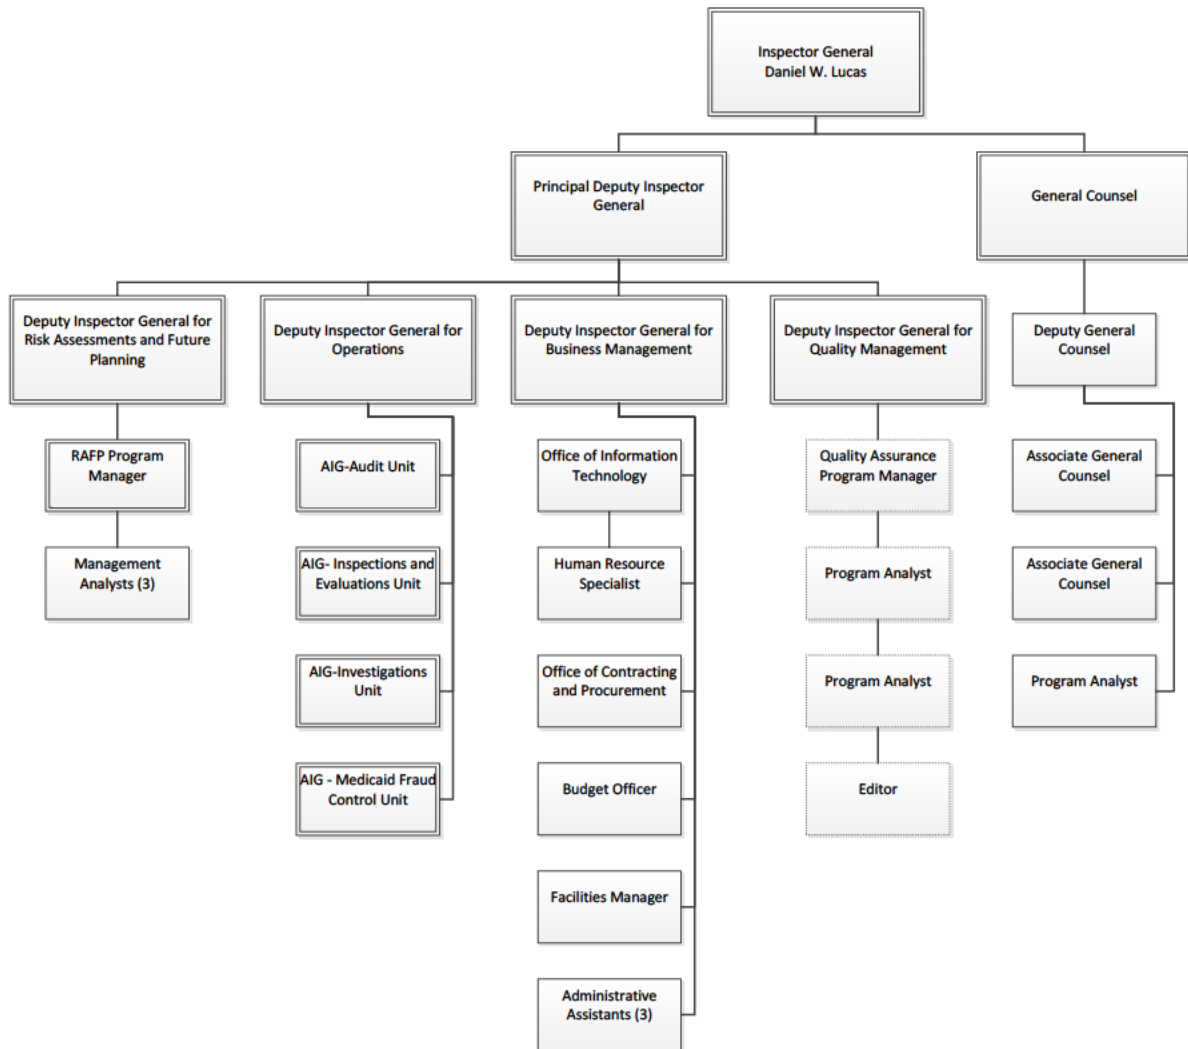 Inspector General
Daniel W. Lucas
Principal Deputy Inspector
General
General Counsel
Deputy Inspector General for
Risk Assessments and Future
Planning
Deputy Inspector General for
Operations
Deputy Inspector General for
Business Management
Deputy Inspector General for
Quality Management
Deputy General
Counsel
RAFP Program
Manager
AIG-Audit Unit
Office of Information
Technology
Quality Assurance
Program Manager
Associate General
Counsel
Management
Analysts (3)
AIG- Inspections and
Evaluations Unit
Human Resource
Specialist
Program Analyst
Associate General
Counsel
AIG-Investigations
Unit
Office of Contracting
and Procurement
Program Analyst
Program Analyst
AIG - Medicaid Fraud
Control Unit
Budget Officer
Editor
Facilities Manager
Administrative
Assistants (3)